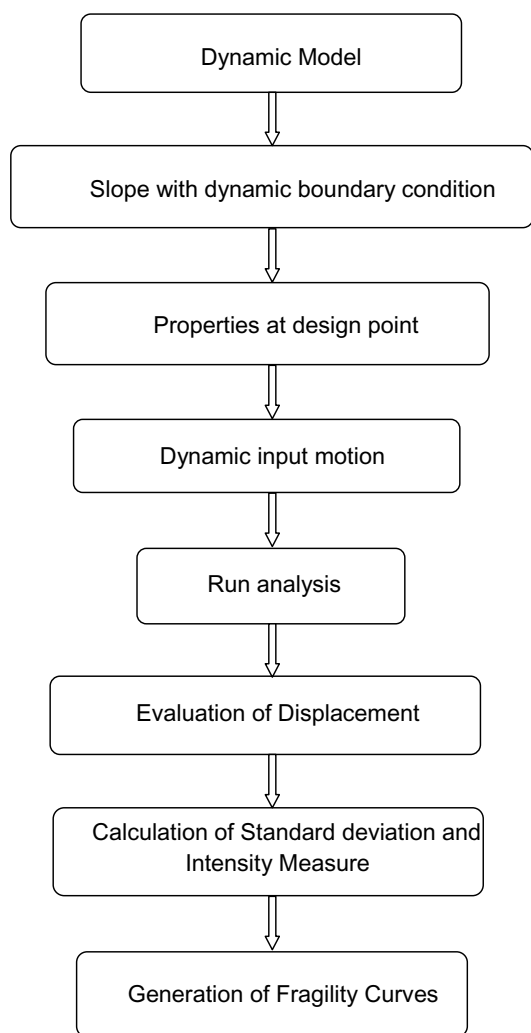 Dynamic Model
Slope with dynamic boundary condition
Properties at design point
Dynamic input motion
Run analysis
Evaluation of Displacement
Calculation of Standard deviation and
Intensity Measure
Generation of Fragility Curves